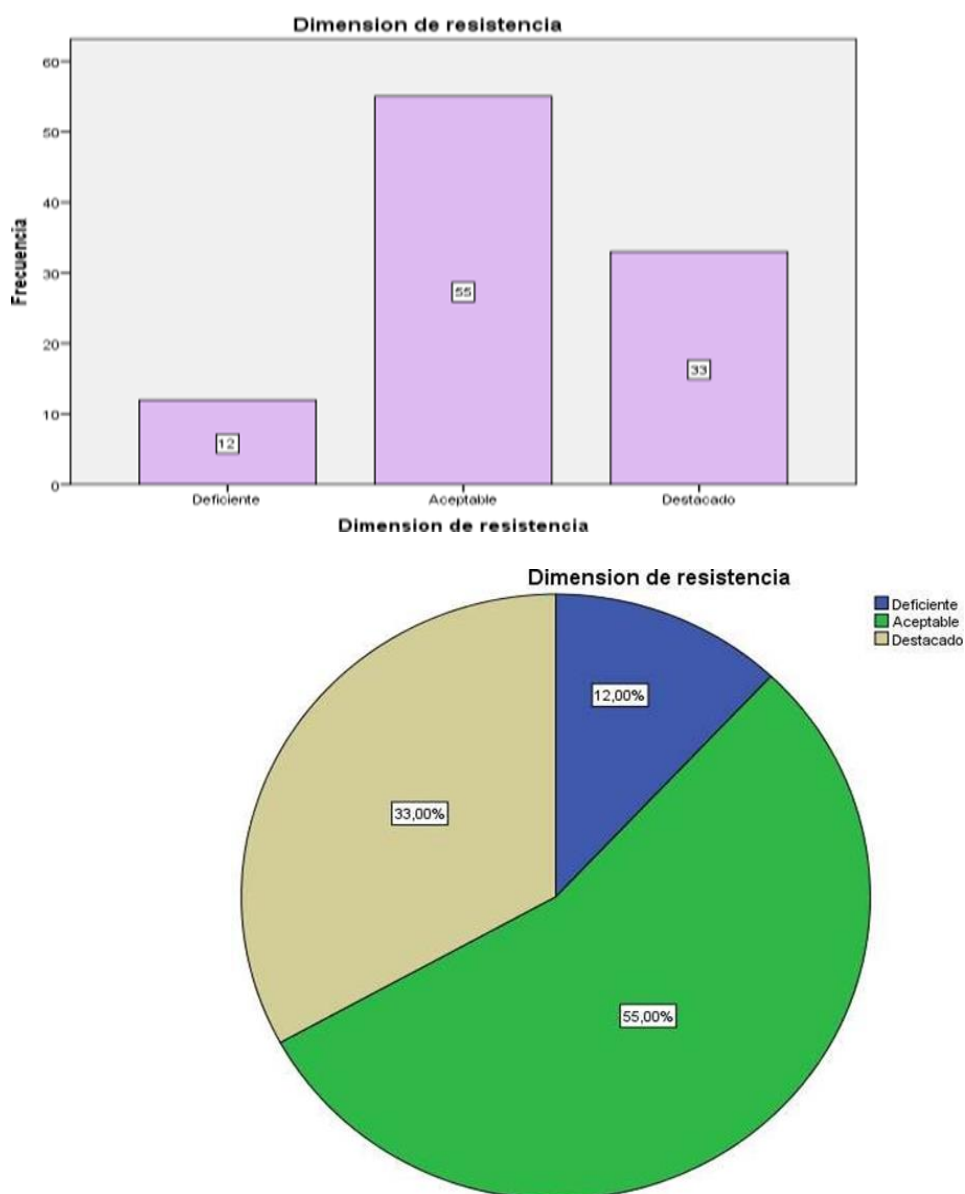 Dimension de resistencia
60
50
40
30
20
10
0
Frecuencia
12
55
33
Deficiente Aceptable Destacado
Dimension de resistencia
Dimension de resistencia
Deficiente
Aceptable
Destacado
12,00%
33,00%
55,00%